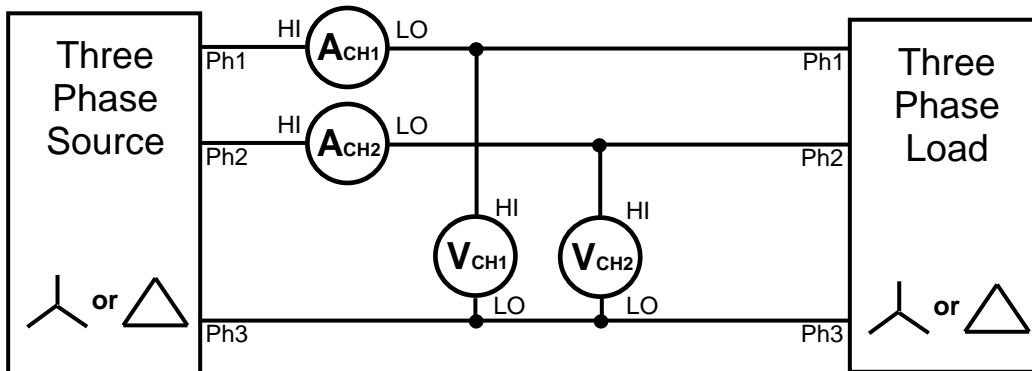 Three
Phase
Source
HI
ACH1
LO
Ph1
Ph1
HI
ACH2
LO
Ph2
Ph2
Three
Phase
Load
HI
VCH1
LO
HI
VCH2
LO
or
Ph3
Ph3
or